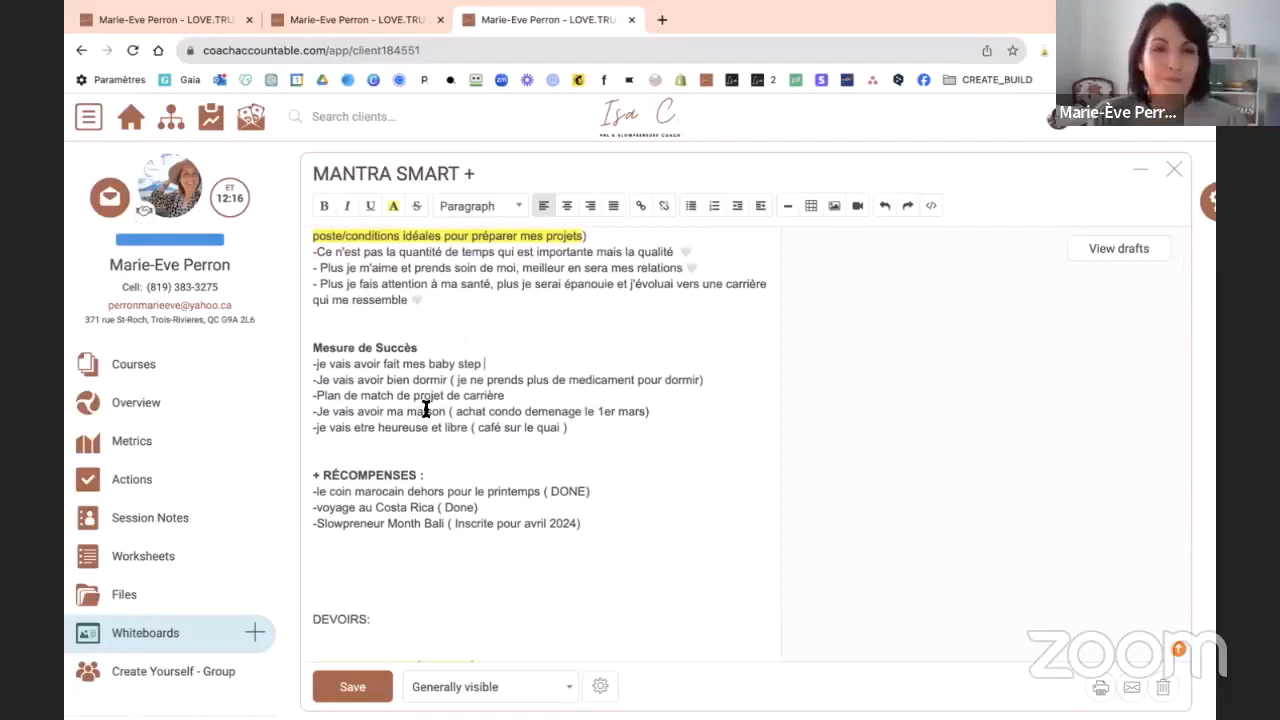 Marie-Eve Perron - LOVE.TRU
Marie-Eve Perron - LOVE.TRU
Marie-Eve Perron - LOVE.TRU
coachaccountable.com/app/client184551
Paramètres
Gaia
2
CREATE_BUILD
Marie-Ève Perr...
Search clients...
Isa C.
PNL & SLOWPRENEURE COACH
ET
12:16
Marie-Eve Perron
Cell: (819) 383-3275
perronmarieeve@yahoo.ca
371 rue St-Roch, Trois-Rivieres, QC G9A 2L6
Courses
Overview
Metrics
Actions
Session Notes
Worksheets
Files
Whiteboards
Create Yourself - Group
MANTRA SMART +
B I U A S Paragraph
View drafts
poste/conditions idéales pour préparer mes projets)
-Ce n'est pas la quantité de temps qui est importante mais la qualité 🤍
- Plus je m'aime et prends soin de moi, meilleur en sera mes relations 🤍
- Plus je fais attention à ma santé, plus je serai épanouie et j'évoluai vers une carrière
qui me ressemble 🤍
Mesure de Succès
-je vais avoir fait mes baby step
-Je vais avoir bien dormir ( je ne prends plus de medicament pour dormir)
-Plan de match de projet de carrière
-Je vais avoir ma maison ( achat condo demenage le 1er mars)
-je vais etre heureuse et libre ( café sur le quai )
+ RÉCOMPENSES :
-le coin marocain dehors pour le printemps ( DONE)
-voyage au Costa Rica ( Done)
-Slowpreneur Month Bali ( Inscrite pour avril 2024)
DEVOIRS:
Save
Generally visible
zoom